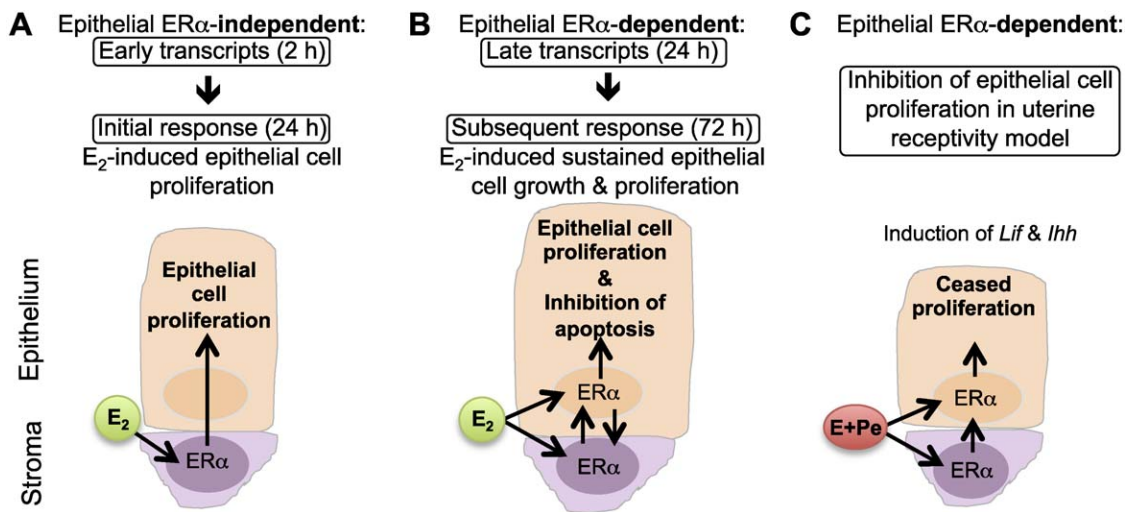 A
Epithelial ERα-independent:
Early transcripts (2 h)
Initial response (24 h)
E₂-induced epithelial cell
proliferation
Epithelial
cell
proliferation
E₂
ERα
Epithelium
Stroma
B
Epithelial ERα-dependent:
Late transcripts (24 h)
Subsequent response (72 h)
E₂-induced sustained epithelial
cell growth & proliferation
Epithelial cell
proliferation
&
Inhibition of
apoptosis
ERα
E₂
ERα
C
Epithelial ERα-dependent:
Inhibition of epithelial cell
proliferation in uterine
receptivity model
Induction of Lif & Ihh
Ceased
proliferation
ERα
E+Pe
ERα